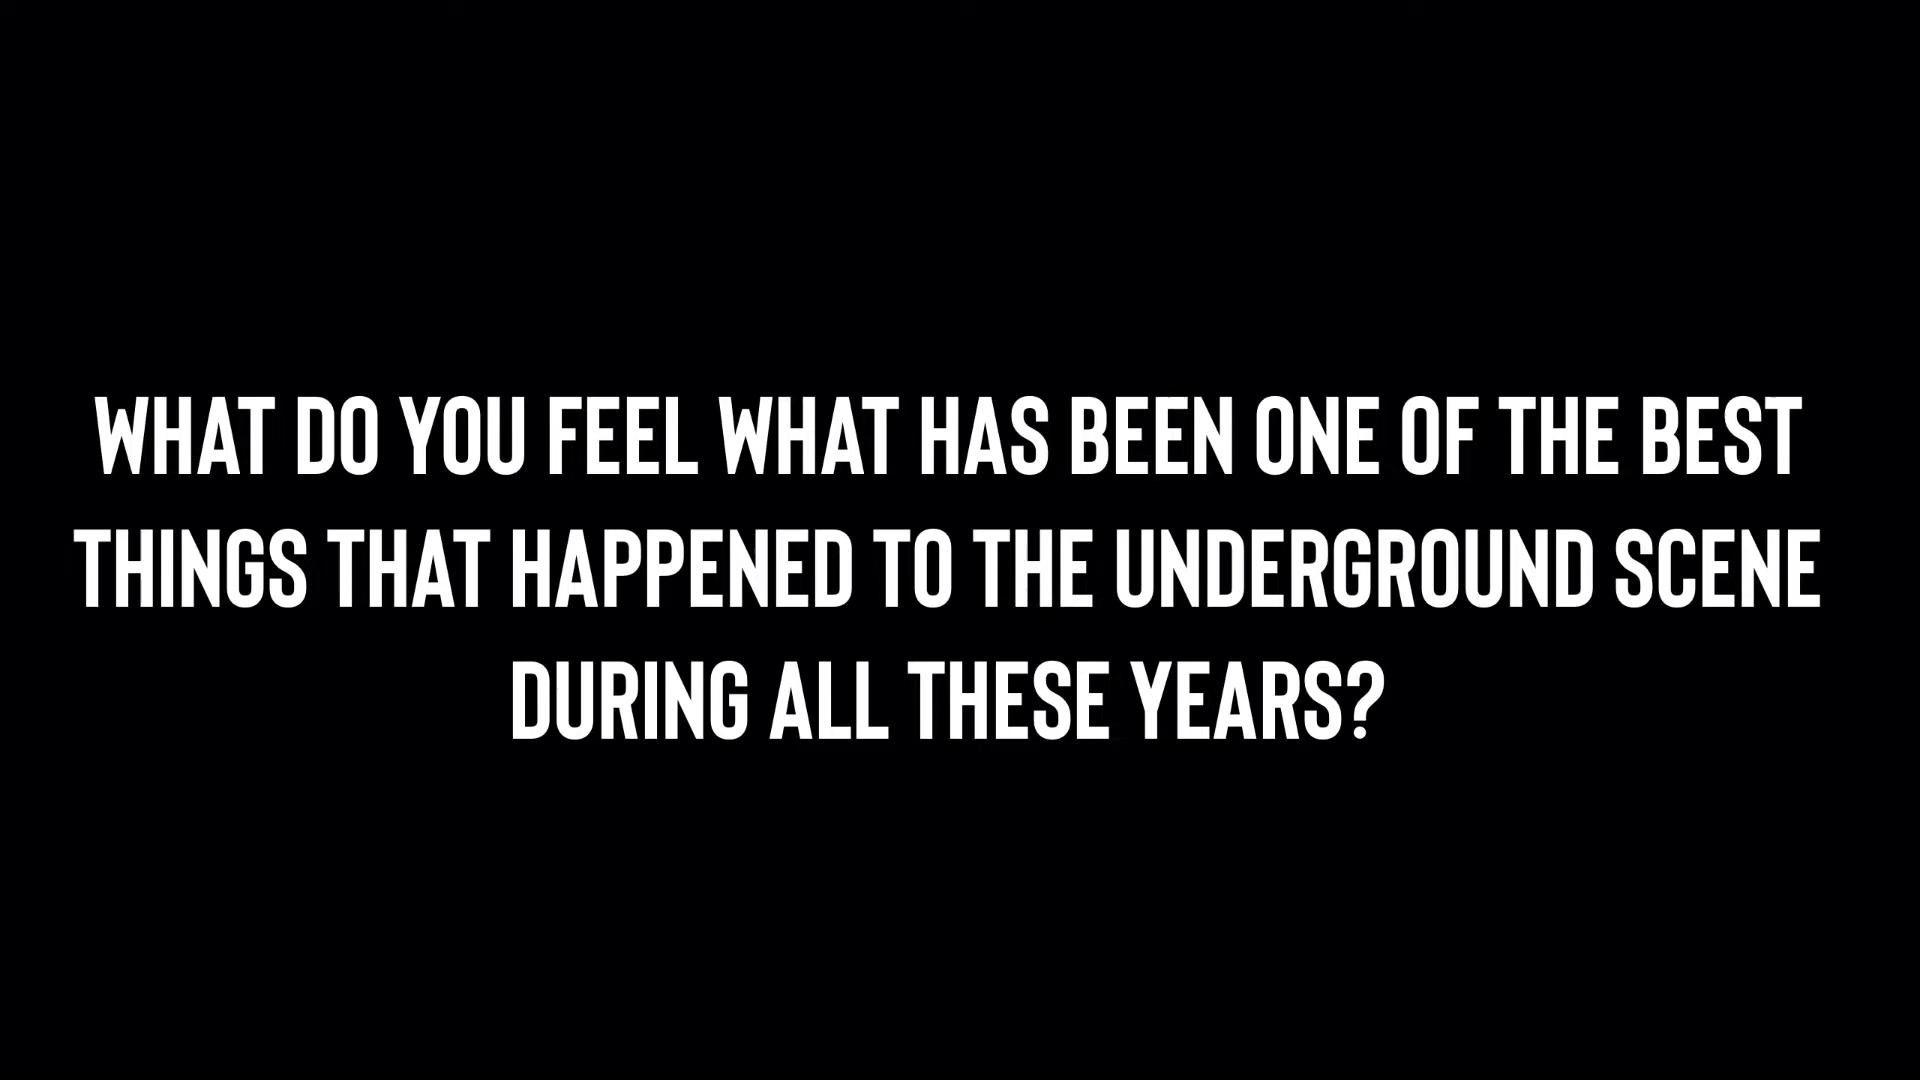 WHAT DO YOU FEEL WHAT HAS BEEN ONE OF THE BEST
THINGS THAT HAPPENED TO THE UNDERGROUND SCENE
DURING ALL THESE YEARS?